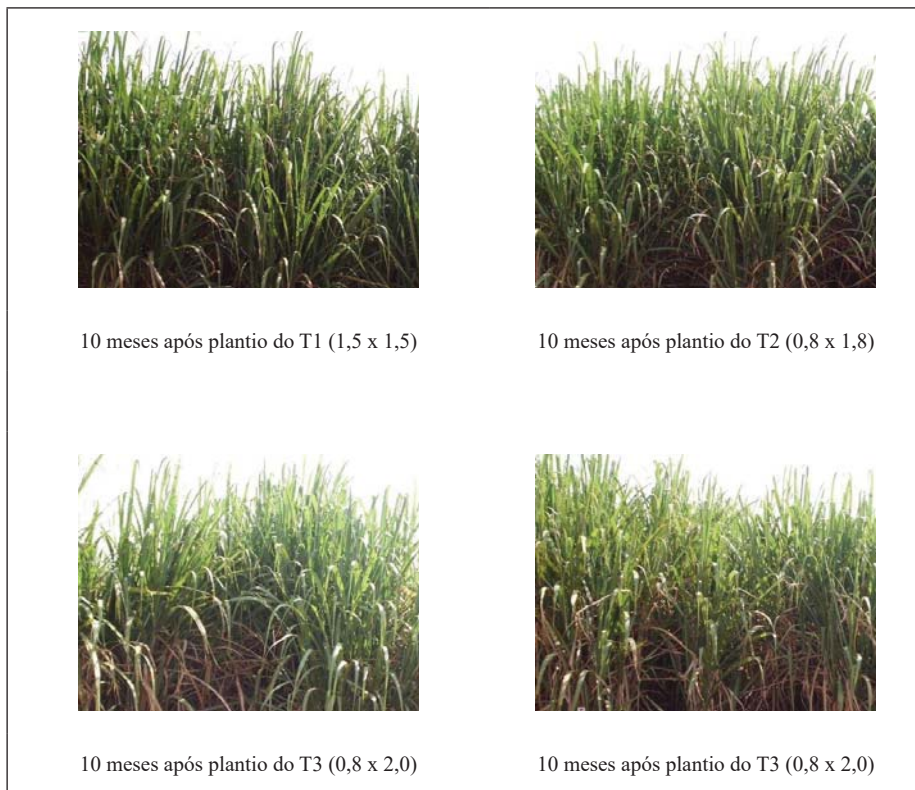 10 meses após plantio do T1 (1,5 x 1,5)
10 meses após plantio do T2 (0,8 x 1,8)
10 meses após plantio do T3 (0,8 x 2,0)
10 meses após plantio do T3 (0,8 x 2,0)